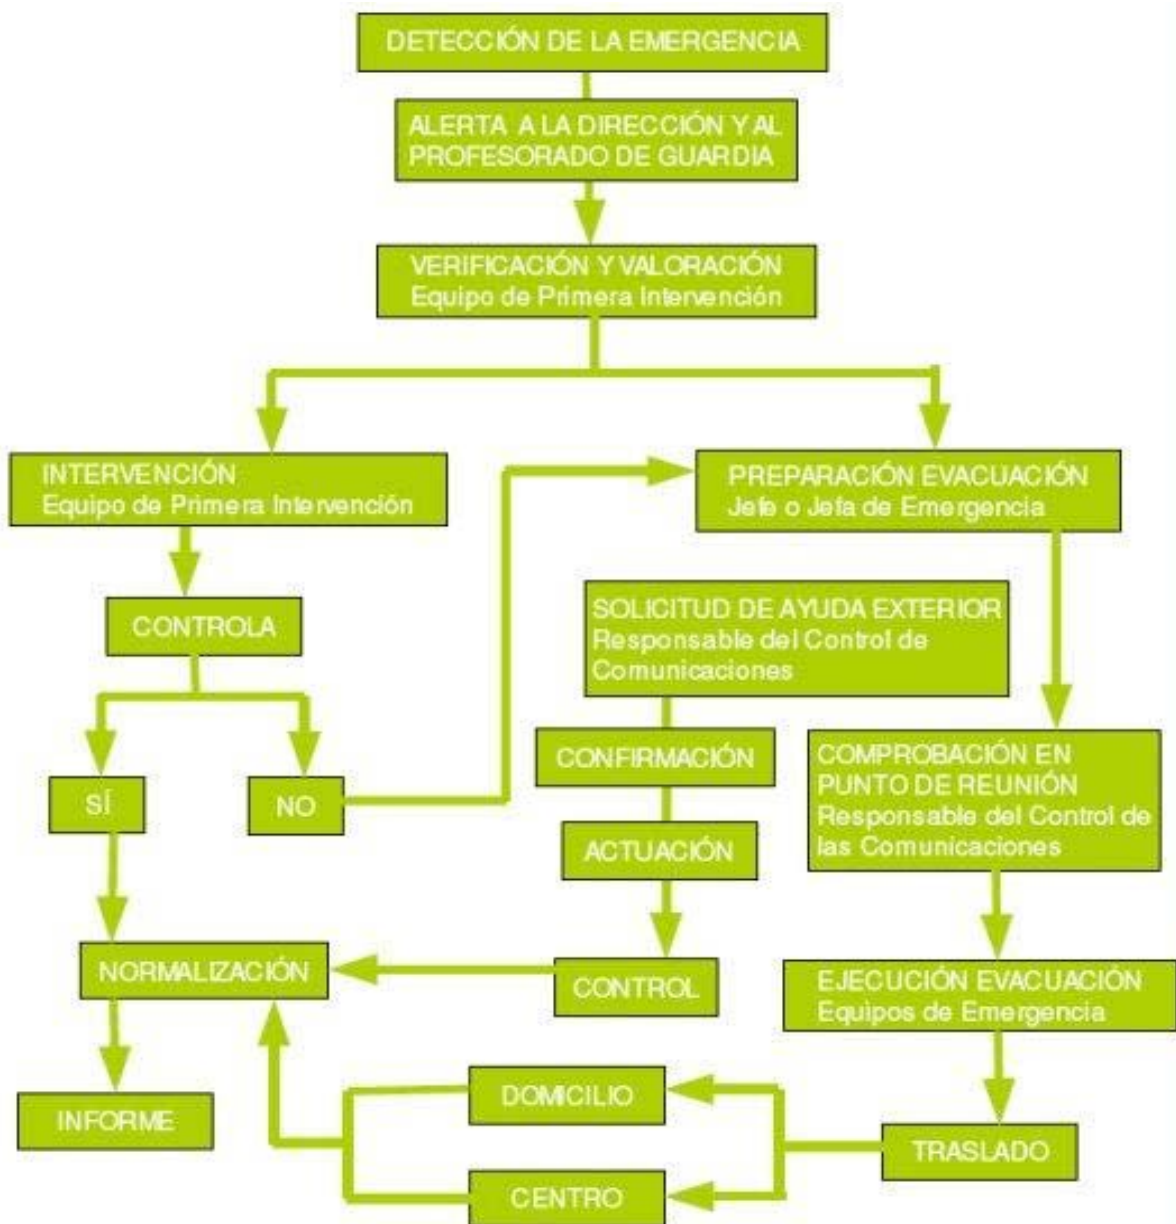 DETECCIÓN DE LA EMERGENCIA
ALERTA A LA DIRECCIÓN Y AL
PROFESORADO DE GUARDIA
VERIFICACIÓN Y VALORACIÓN
Equipo de Primera Intervención
INTERVENCIÓN
Equipo de Primera Intervención
PREPARACIÓN EVACUACIÓN
Jefe o Jefa de Emergencia
CONTROLA
SOLICITUD DE AYUDA EXTERIOR
Responsable del Control de
Comunicaciones
SÍ
NO
CONFIRMACIÓN
COMPROBACIÓN EN
PUNTO DE REUNIÓN
Responsable del Control de
las Comunicaciones
ACTUACIÓN
NORMALIZACIÓN
CONTROL
EJECUCIÓN EVACUACIÓN
Equipos de Emergencia
INFORME
DOMICILIO
TRASLADO
CENTRO